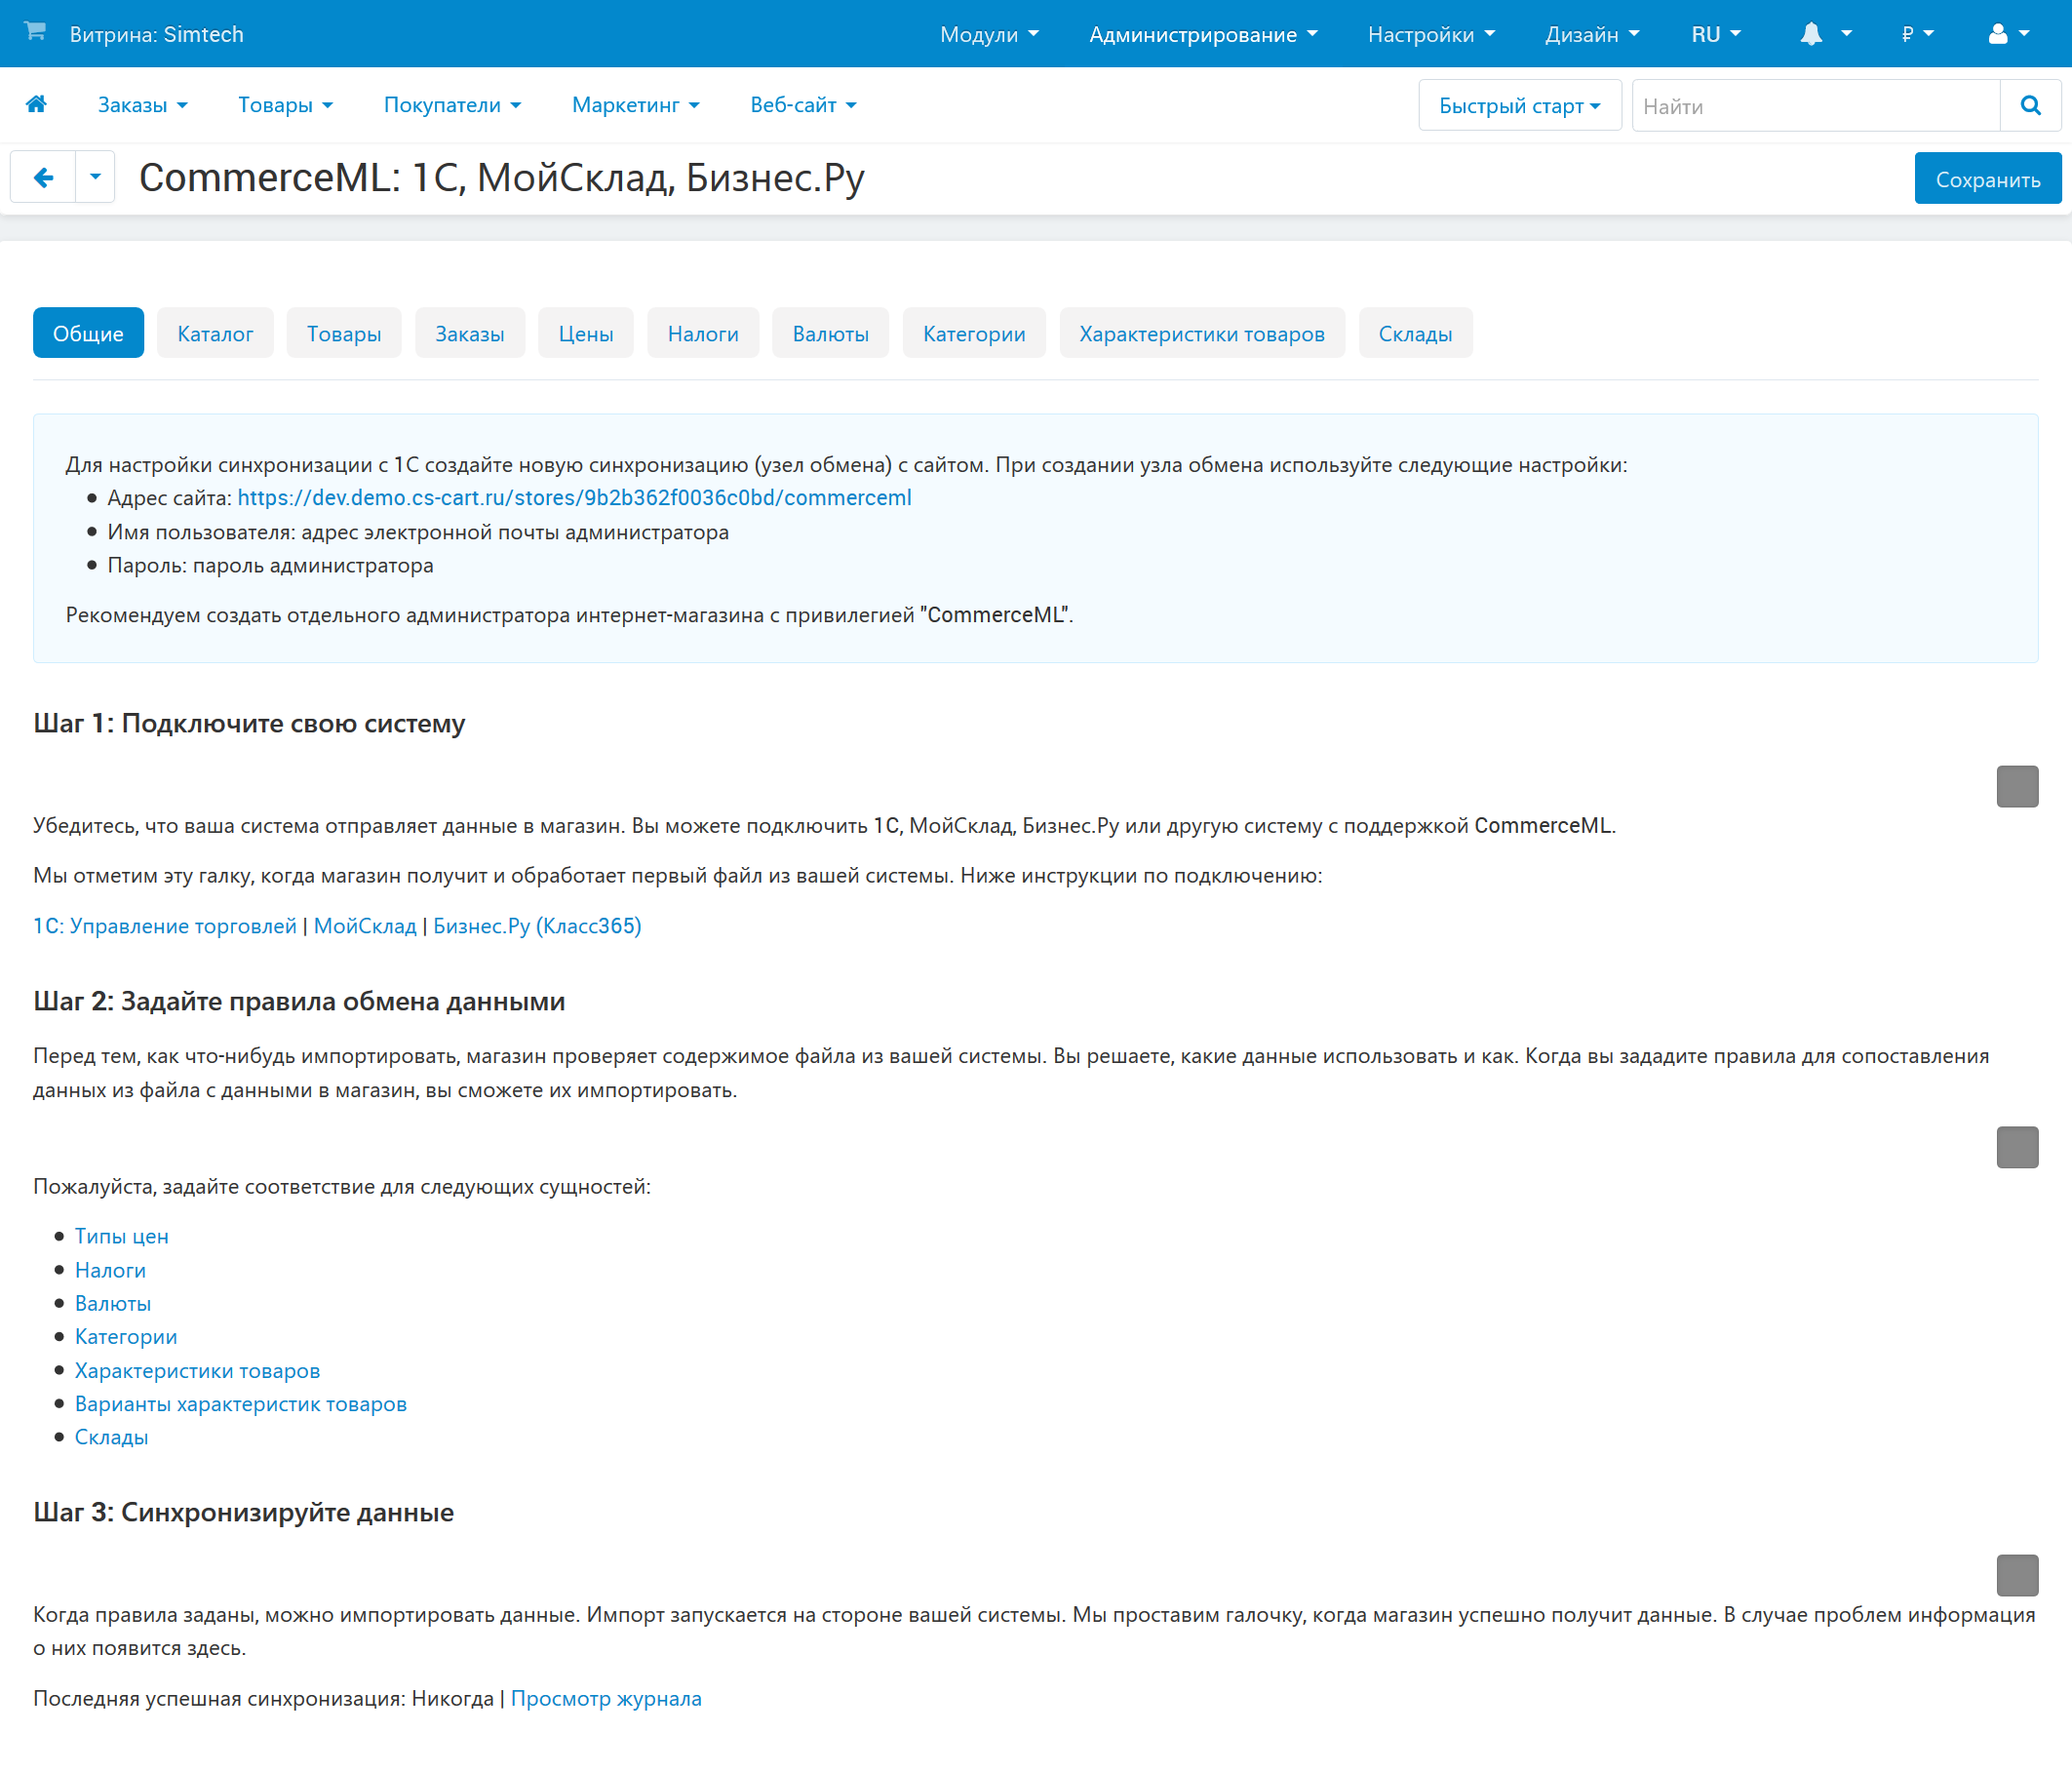 Витрина: Simtech
Модули
Администрирование
Настройки
Дизайн
RU
₽
Заказы
Товары
Покупатели
Маркетинг
Веб-сайт
Быстрый старт
Найти
CommerceML: 1С, МойСклад, Бизнес.Ру
Сохранить
Общие
Каталог
Товары
Заказы
Цены
Налоги
Валюты
Категории
Характеристики товаров
Склады
Для настройки синхронизации с 1С создайте новую синхронизацию (узел обмена) с сайтом. При создании узла обмена используйте следующие настройки:
Адрес сайта: https://dev.demo.cs-cart.ru/stores/9b2b362f0036c0bd/commerceml
Имя пользователя: адрес электронной почты администратора
Пароль: пароль администратора
Рекомендуем создать отдельного администратора интернет-магазина с привилегией "CommerceML".
Шаг 1: Подключите свою систему
Убедитесь, что ваша система отправляет данные в магазин. Вы можете подключить 1С, МойСклад, Бизнес.Ру или другую систему с поддержкой CommerceML.
Мы отметим эту галку, когда магазин получит и обработает первый файл из вашей системы. Ниже инструкции по подключению:
1С: Управление торговлей | МойСклад | Бизнес.Ру (Класс365)
Шаг 2: Задайте правила обмена данными
Перед тем, как что-нибудь импортировать, магазин проверяет содержимое файла из вашей системы. Вы решаете, какие данные использовать и как. Когда вы зададите правила для сопоставления
данных из файла с данными в магазин, вы сможете их импортировать.
Пожалуйста, задайте соответствие для следующих сущностей:
Типы цен
Налоги
Валюты
Категории
Характеристики товаров
Варианты характеристик товаров
Склады
Шаг 3: Синхронизируйте данные
Когда правила заданы, можно импортировать данные. Импорт запускается на стороне вашей системы. Мы проставим галочку, когда магазин успешно получит данные. В случае проблем информация
о них появится здесь.
Последняя успешная синхронизация: Никогда | Просмотр журнала